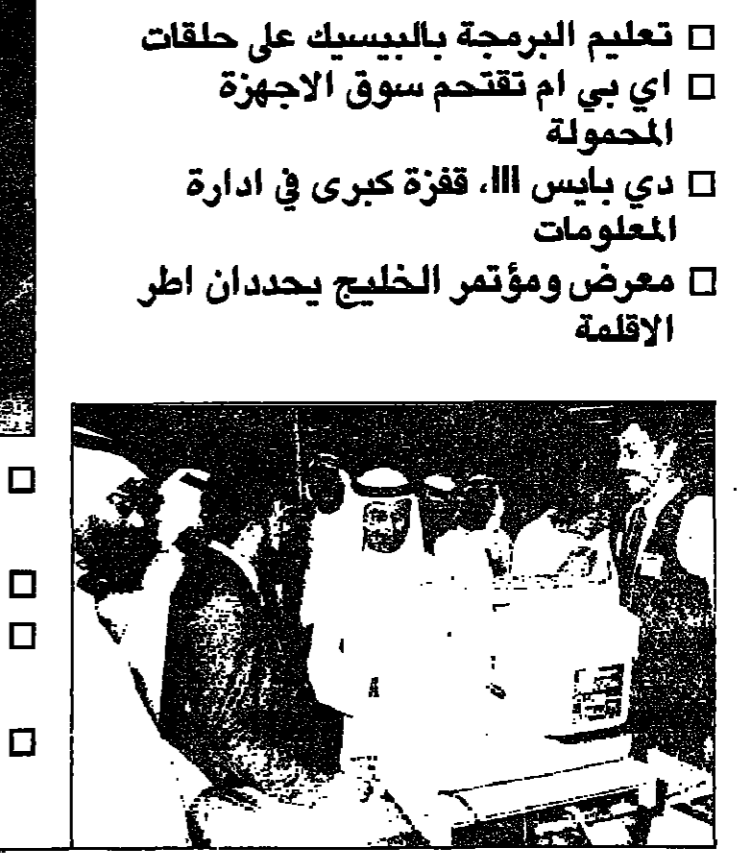 □ تعليم البرمجة بالبيسيك على حلقات
□ اي بي ام تقتحم سوق الاجهزة
المحمولة
□ دي بايس III، قفزة كبرى في ادارة
المعلومات
□ معرض ومؤتمر الخليج يحددان اطر
الاقلمة